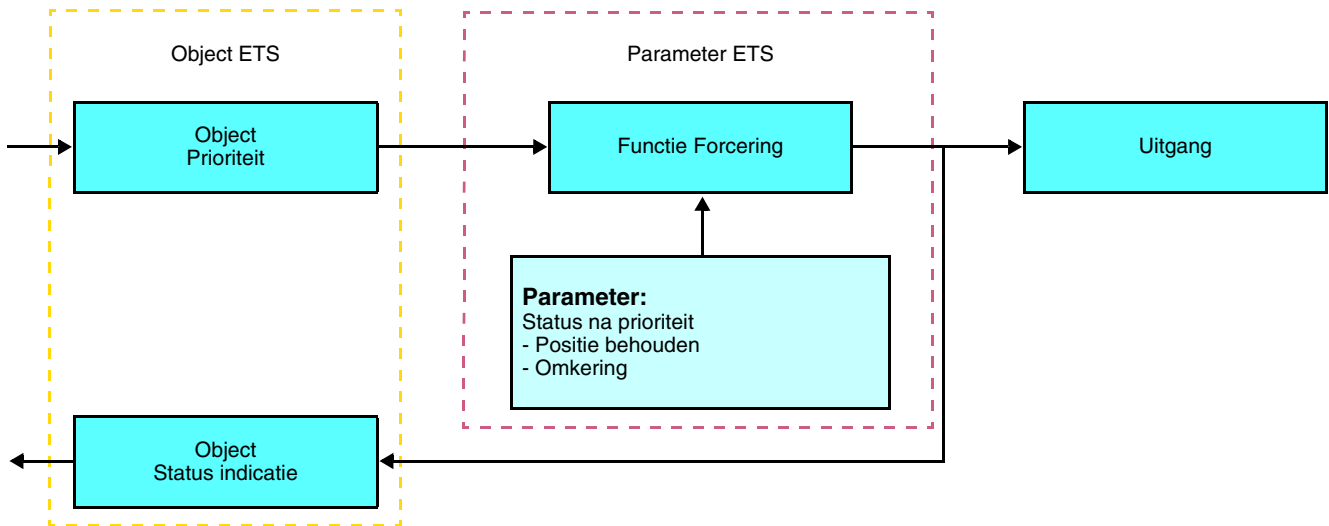 Object ETS
Parameter ETS
Object
Prioriteit
Functie Forcering
Uitgang
Parameter:
Status na prioriteit
- Positie behouden
- Omkering
Object
Status indicatie